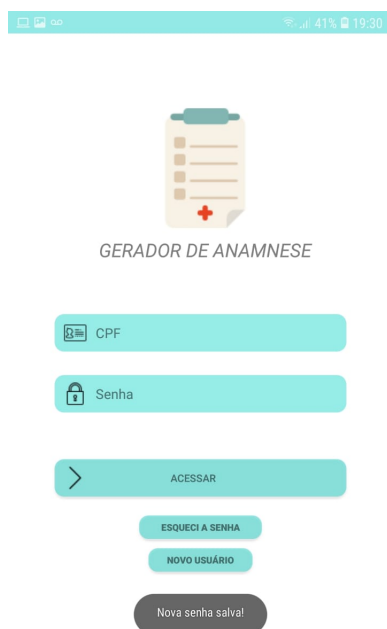 41% 19:30
GERADOR DE ANAMNESE
CPF
Senha
ACESSAR
ESQUECI A SENHA
NOVO USUÁRIO
Nova senha salva!